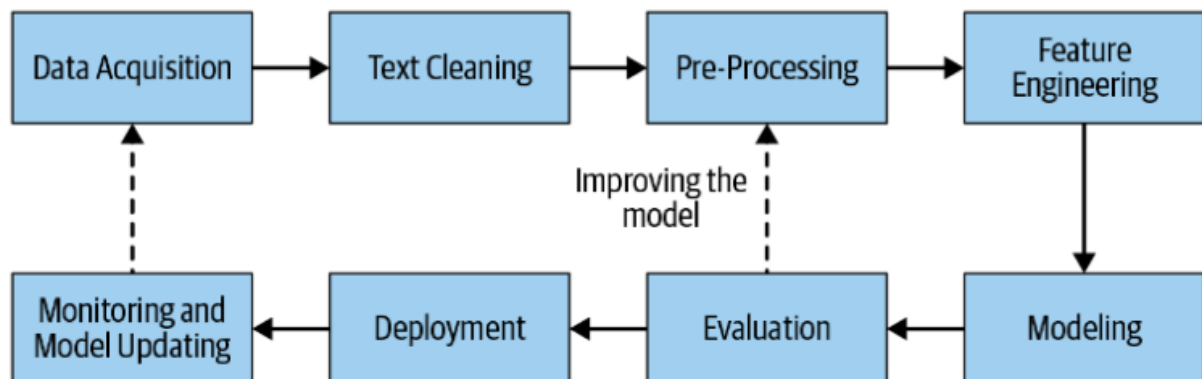 Data Acquisition
Text Cleaning
Pre-Processing
Feature
Engineering
Improving the
model
Monitoring and
Model Updating
Deployment
Evaluation
Modeling